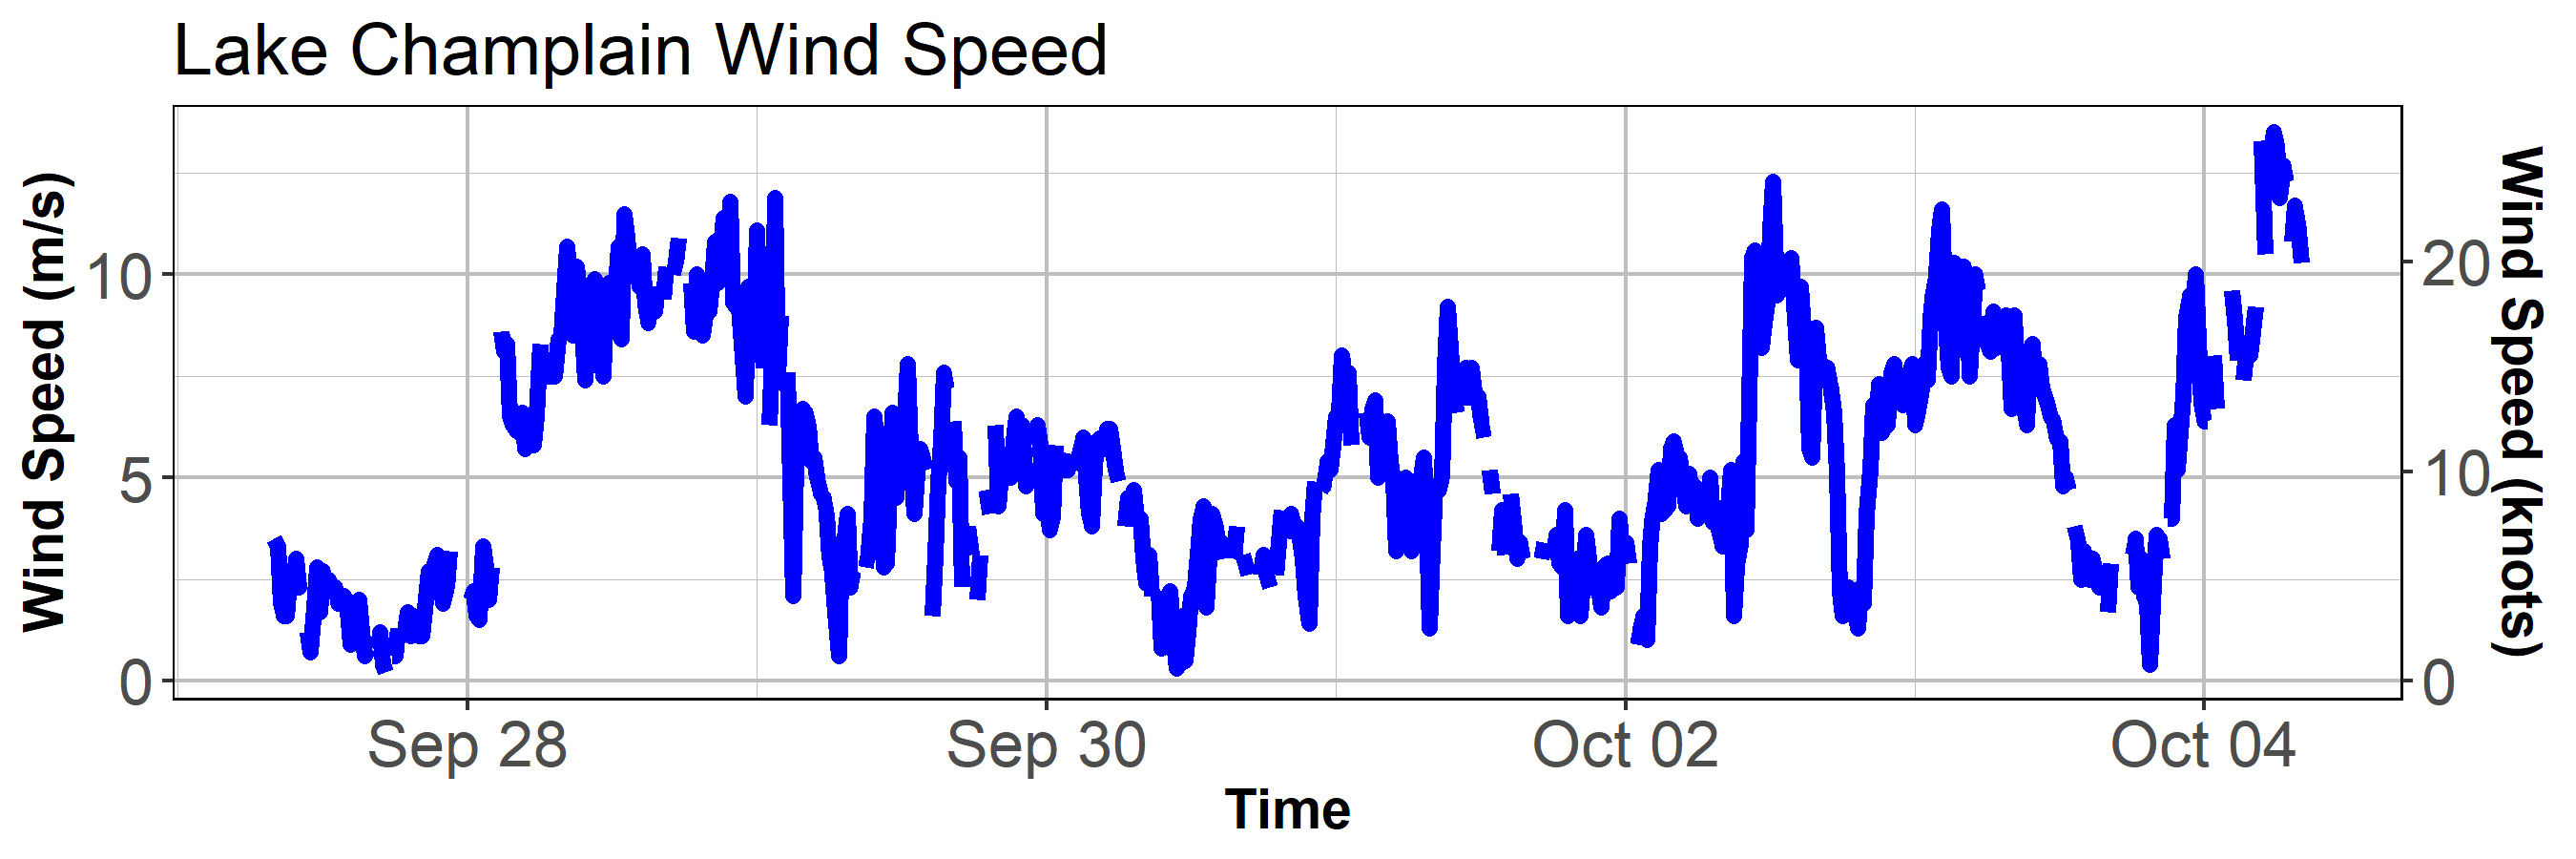 Lake Champlain Wind Speed
Wind Speed (m/s)
10
5
0
20
10
0
Wind Speed (knots)
Sep 28
Sep 30
Oct 02
Oct 04
Time